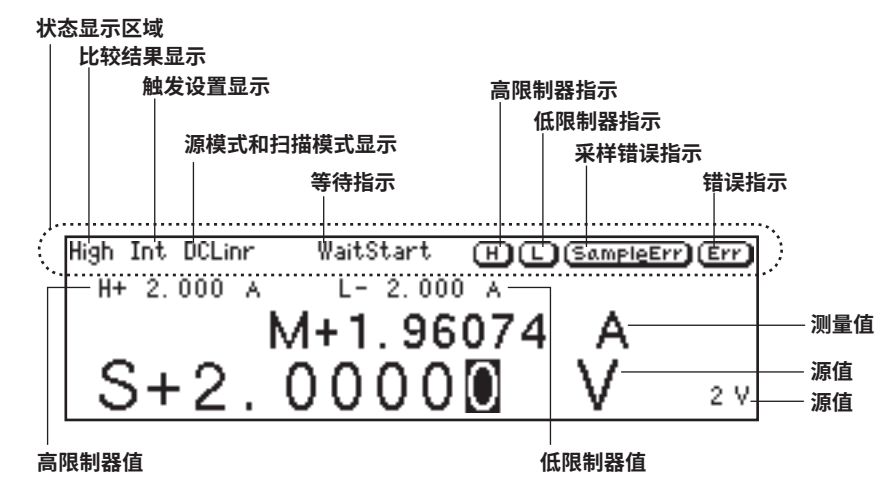 状态显示区域
比较结果显示
触发设置显示
源模式和扫描模式显示
等待指示
高限制器指示
低限制器指示
采样错误指示
错误指示
High Int DCLinr WaitStart H L SampleErr Err
H+ 2.000 A L- 2.000 A
M+1.96074 A
测量值
S+2.00000 V
源值
2 V
源值
高限制器值
低限制器值